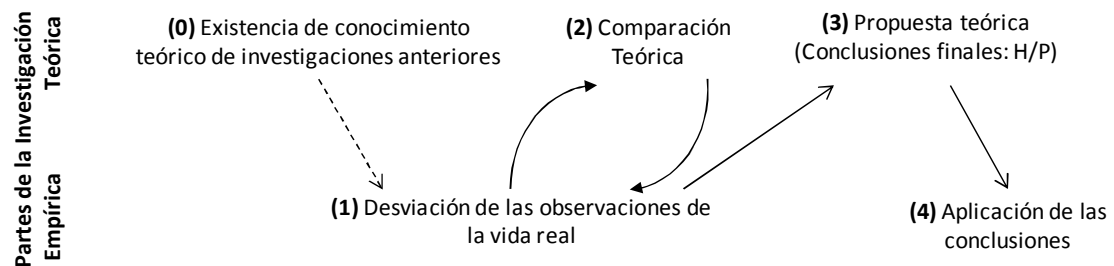 Partes de la Investigación
Empírica Teórica
(0) Existencia de conocimiento
teórico de investigaciones anteriores
(2) Comparación
Teórica
(3) Propuesta teórica
(Conclusiones finales: H/P)
(1) Desviación de las observaciones de
la vida real
(4) Aplicación de las
conclusiones